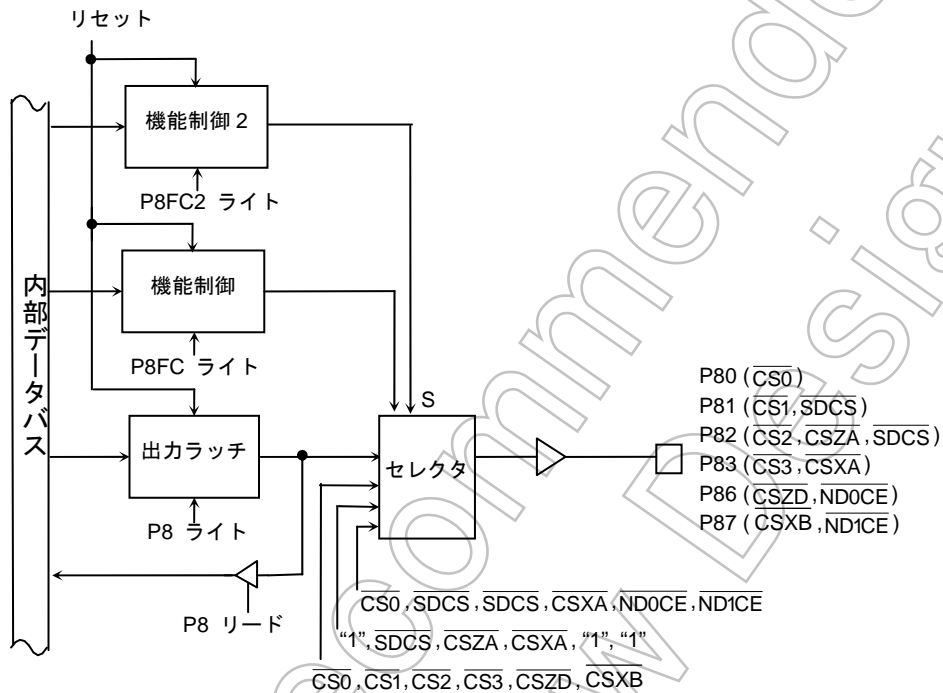 リセット
機能制御 2
P8FC2 ライト
機能制御
P8FC ライト
内部データバス
出力ラッチ
P8 ライト
P8 リード
S
セレクタ
P80 (CS0)
P81 (CS1,SDCS)
P82 (CS2,CSZA,SDCS)
P83 (CS3,CSXA)
P86 (CSZD,ND0CE)
P87 (CSXB,ND1CE)
CS0,SDCS,SDCS,CSXA,ND0CE,ND1CE
“1”,SDCS,CSZA,CSXA,“1”,“1”
CS0,CS1,CS2,CS3,CSZD,CSXB